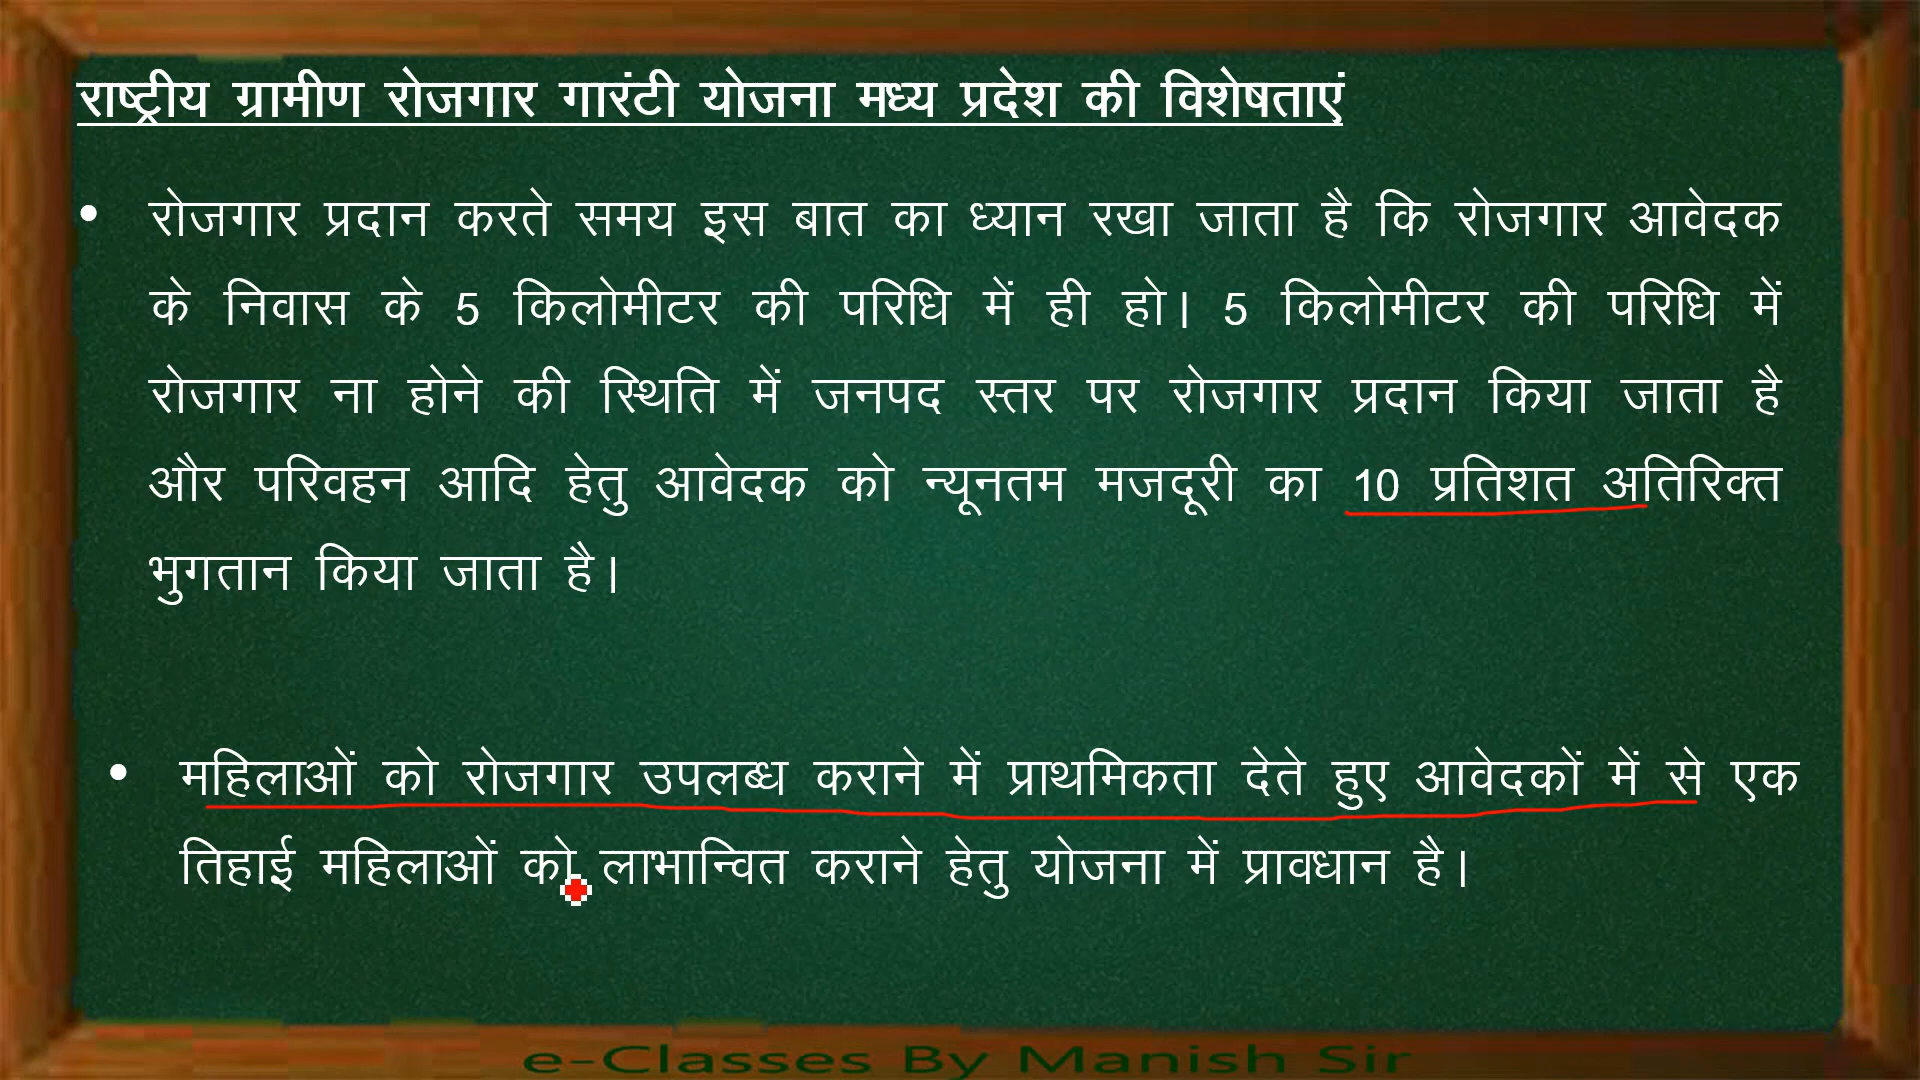 राष्ट्रीय ग्रामीण रोजगार गारंटी योजना मध्य प्रदेश की विशेषताएं
• रोजगार प्रदान करते समय इस बात का ध्यान रखा जाता है कि रोजगार आवेदक
के निवास के 5 किलोमीटर की परिधि में ही हो। 5 किलोमीटर की परिधि में
रोजगार ना होने की स्थिति में जनपद स्तर पर रोजगार प्रदान किया जाता है
और परिवहन आदि हेतु आवेदक को न्यूनतम मजदूरी का 10 प्रतिशत अतिरिक्त
भुगतान किया जाता है।
• महिलाओं को रोजगार उपलब्ध कराने में प्राथमिकता देते हुए आवेदकों में से एक
तिहाई महिलाओं को लाभान्वित कराने हेतु योजना में प्रावधान है।
e-Classes By Manish Sir